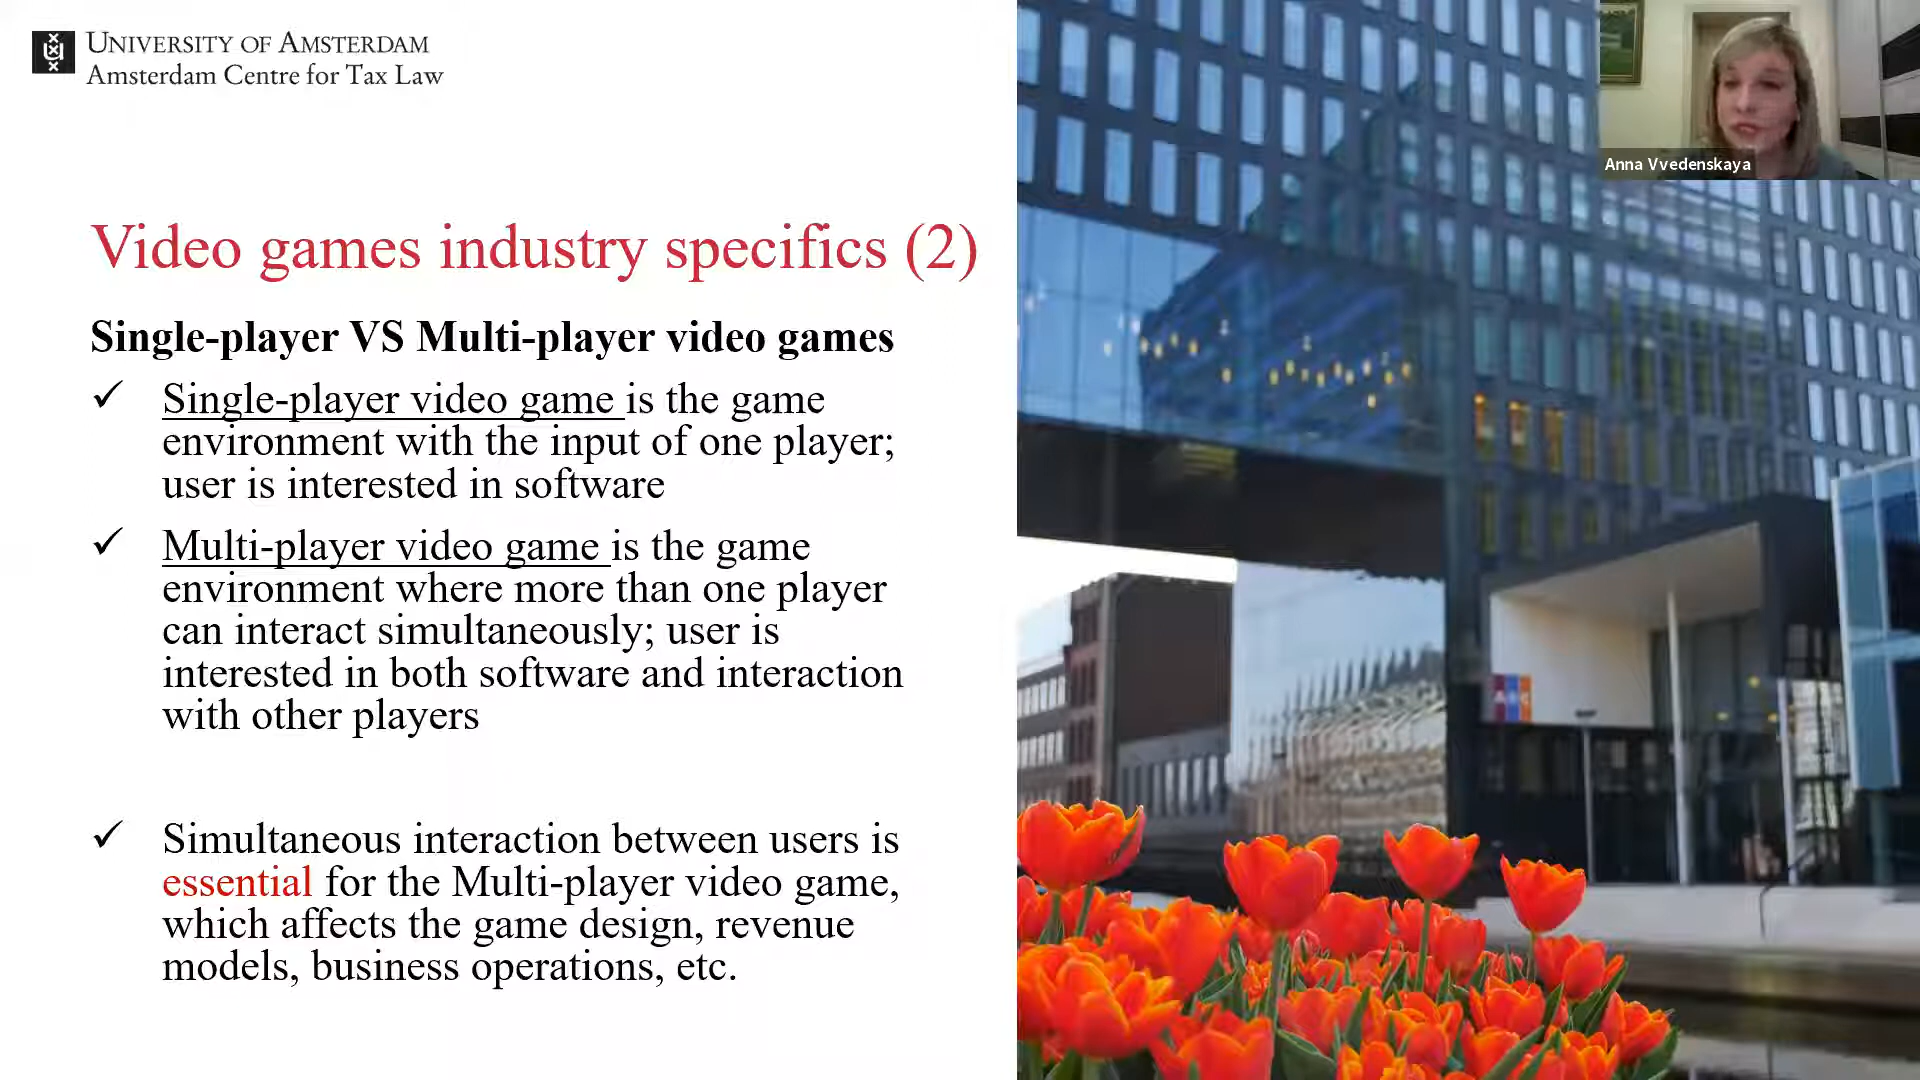 UNIVERSITY OF AMSTERDAM
Amsterdam Centre for Tax Law
Anna Vvedenskaya
Video games industry specifics (2)
Single-player VS Multi-player video games
✓ Single-player video game is the game
environment with the input of one player;
user is interested in software
✓ Multi-player video game is the game
environment where more than one player
can interact simultaneously; user is
interested in both software and interaction
with other players
✓ Simultaneous interaction between users is
essential for the Multi-player video game,
which affects the game design, revenue
models, business operations, etc.